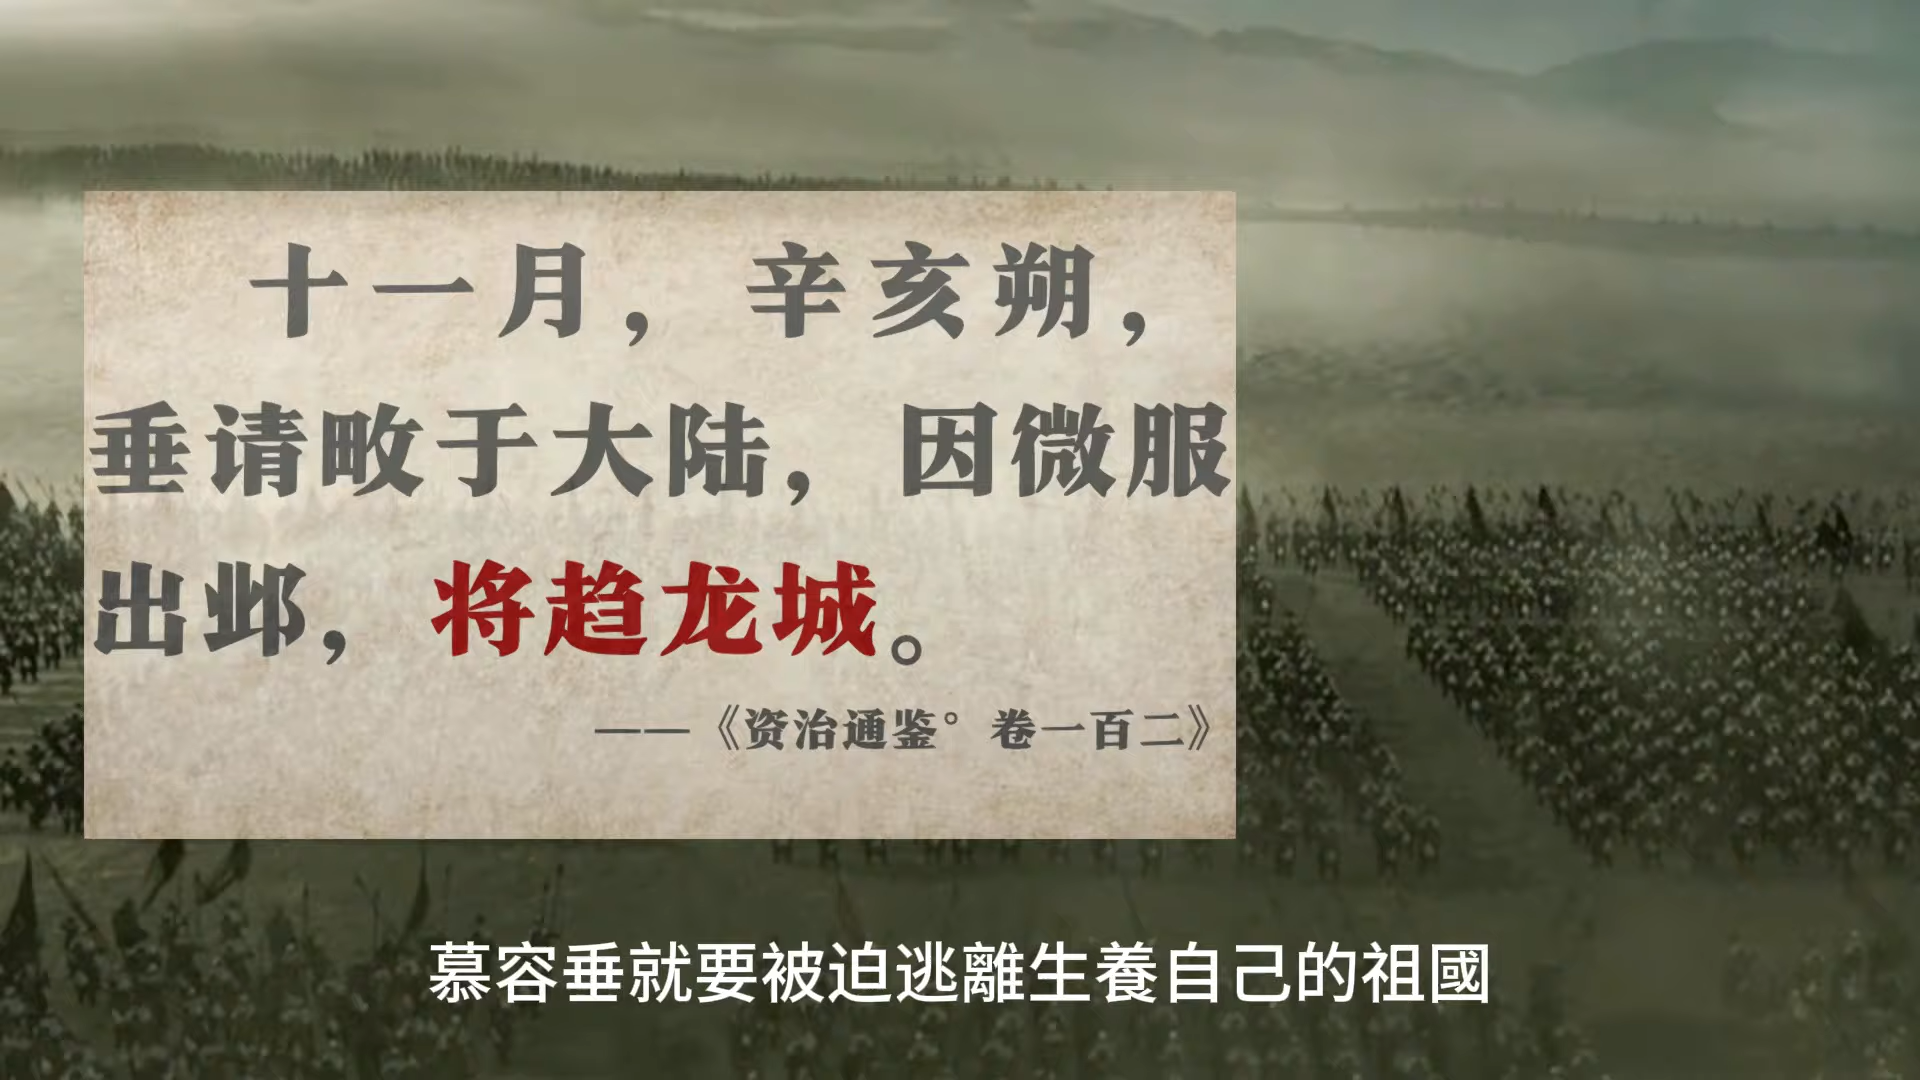 十一月，辛亥朔，
垂请畋于大陆，因微服
出邺，将趋龙城。
——《资治通鉴°卷一百二》
慕容垂就要被迫逃離生養自己的祖國